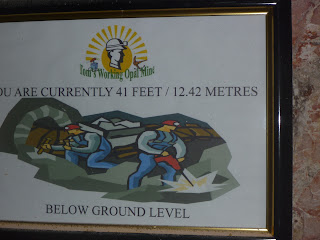 Tom's Working Opal Mine
OU ARE CURRENTLY 41 FEET / 12.42 METRES
BELOW GROUND LEVEL